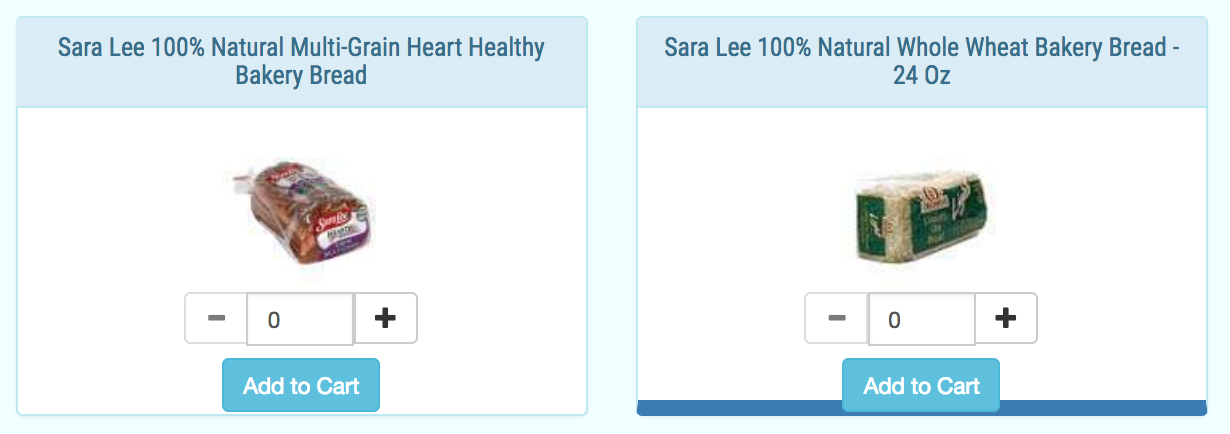 Sara Lee 100% Natural Multi-Grain Heart Healthy
Bakery Bread
Sara Lee
0
Add to Cart
Sara Lee 100% Natural Whole Wheat Bakery Bread -
24 Oz
0
Add to Cart